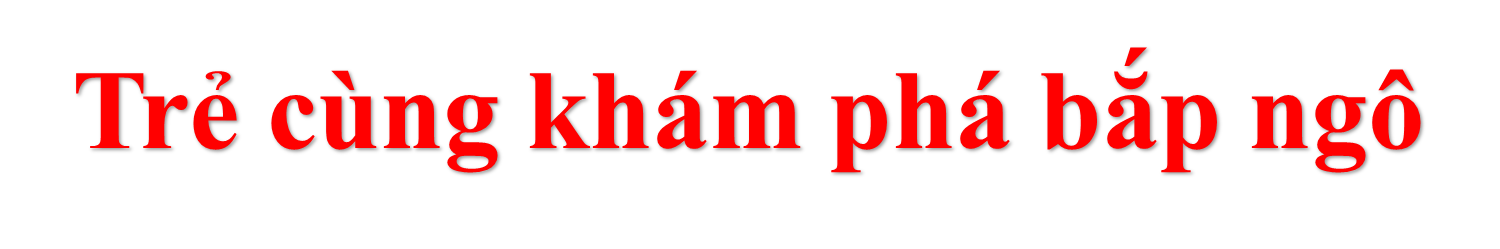 Trẻ cùng khám phá bắp ngô